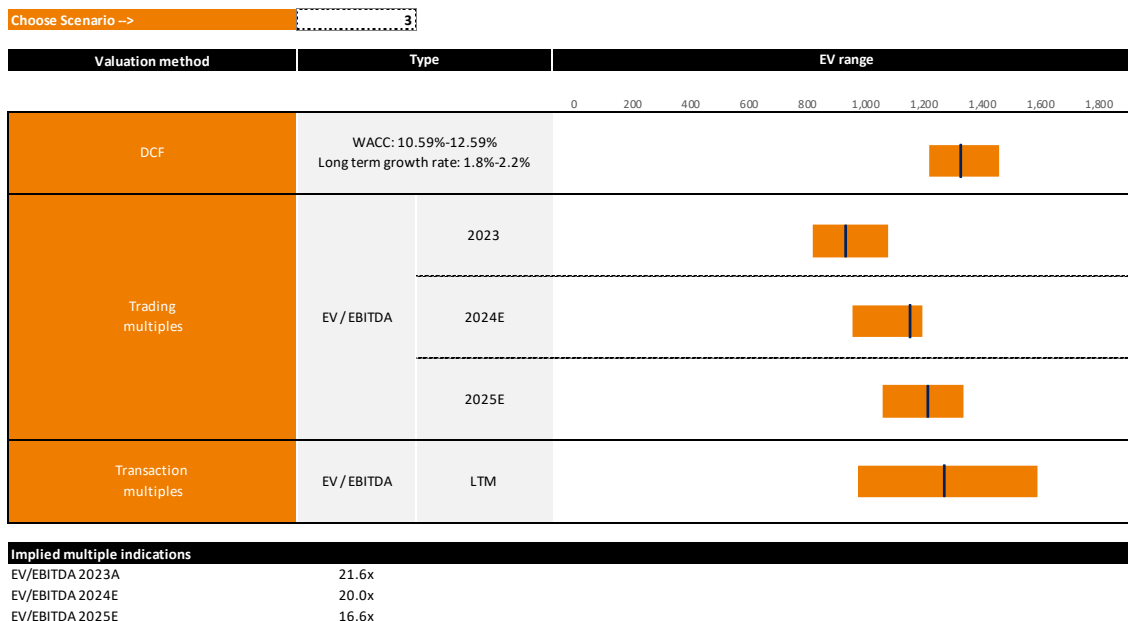 Choose Scenario --> 3
Valuation method Type EV range
0 200 400 600 800 1,000 1,200 1,400 1,600 1,800
DCF
WACC: 10.59%-12.59%
Long term growth rate: 1.8%-2.2%
Trading
multiples
EV / EBITDA
2023
2024E
2025E
Transaction
multiples
EV / EBITDA
LTM
Implied multiple indications
EV/EBITDA 2023A 21.6x
EV/EBITDA 2024E 20.0x
EV/EBITDA 2025E 16.6x